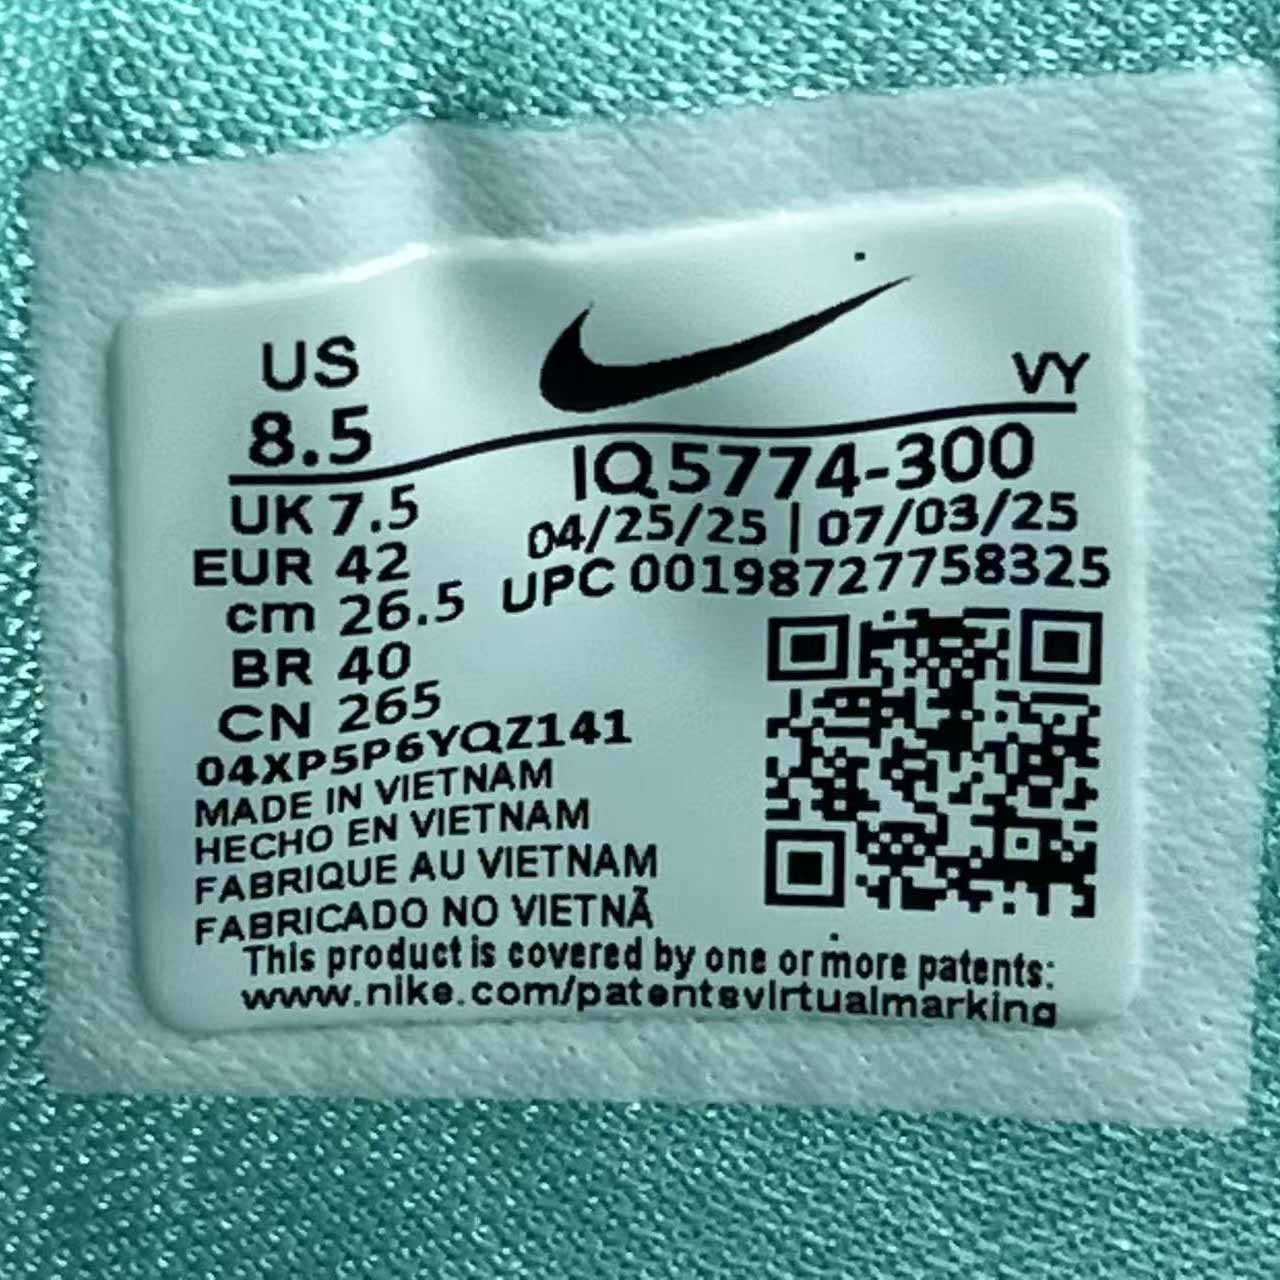 US
8.5
VY
UK 7.5
IQ5774-300
EUR 42
04/25/25 | 07/03/25
cm 26.5
UPC 00198727758325
BR 40
CN 265
04XP5P6YQZ141
MADE IN VIETNAM
HECHO EN VIETNAM
FABRIQUE AU VIETNAM
FABRICADO NO VIETNÃ
This product is covered by one or more patents:
www.nike.com/patentsvirtualmarking